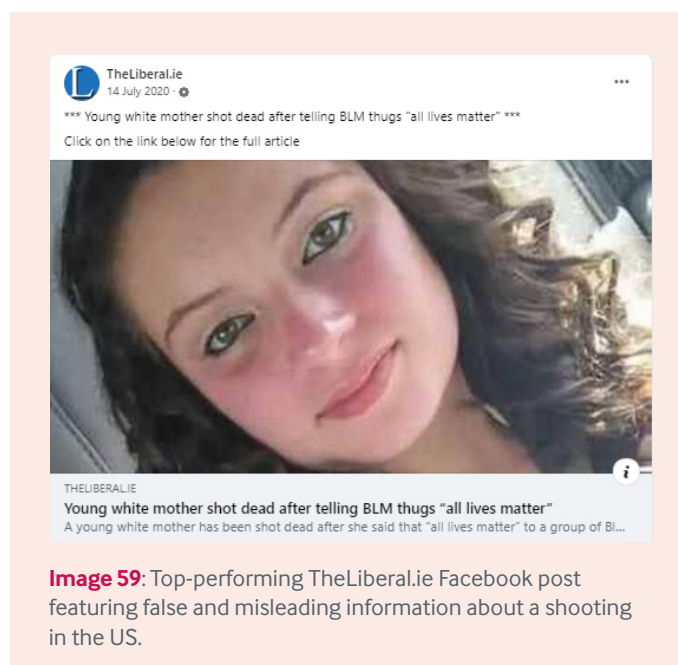 TheLiberal.ie
14 July 2020 ·
*** Young white mother shot dead after telling BLM thugs "all lives matter" ***
Click on the link below for the full article
THELIBERAL.IE
Young white mother shot dead after telling BLM thugs “all lives matter”
A young white mother has been shot dead after she said that “all lives matter” to a group of Bl...
Image 59: Top-performing TheLiberal.ie Facebook post
featuring false and misleading information about a shooting
in the US.